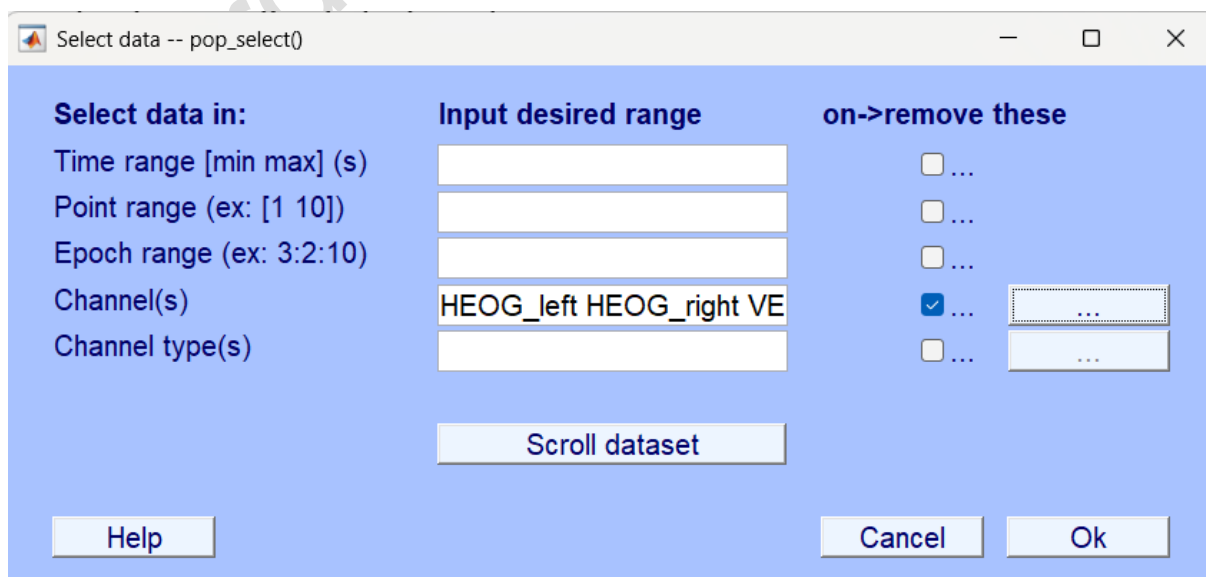 Select data -- pop_select()
Select data in: Input desired range on->remove these
Time range [min max] (s) ...
Point range (ex: [1 10]) ...
Epoch range (ex: 3:2:10) ...
Channel(s) HEOG_left HEOG_right VE ... ...
Channel type(s) ... ...
Scroll dataset
Help Cancel Ok